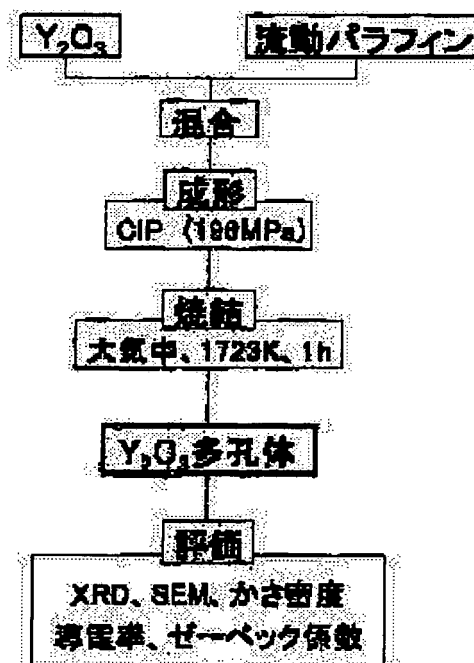 Y₂O₃
流動パラフィン
混合
成形
CIP (196MPa)
焼結
大気中、1723K、1h
Y₂O₃多孔体
評価
XRD、SEM、かさ密度
導電率、ゼーベック係数